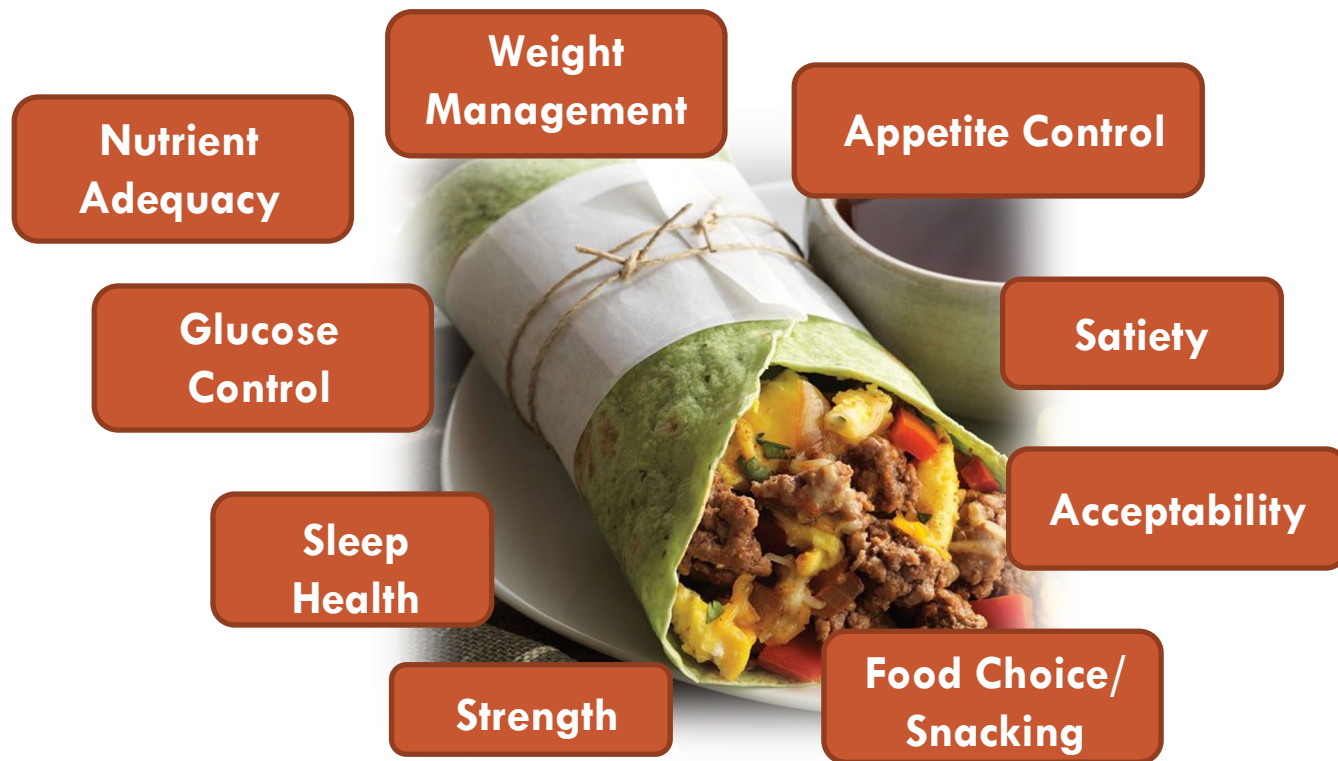 Weight
Management
Appetite Control
Nutrient
Adequacy
Glucose
Control
Satiety
Acceptability
Sleep
Health
Strength
Food Choice/
Snacking